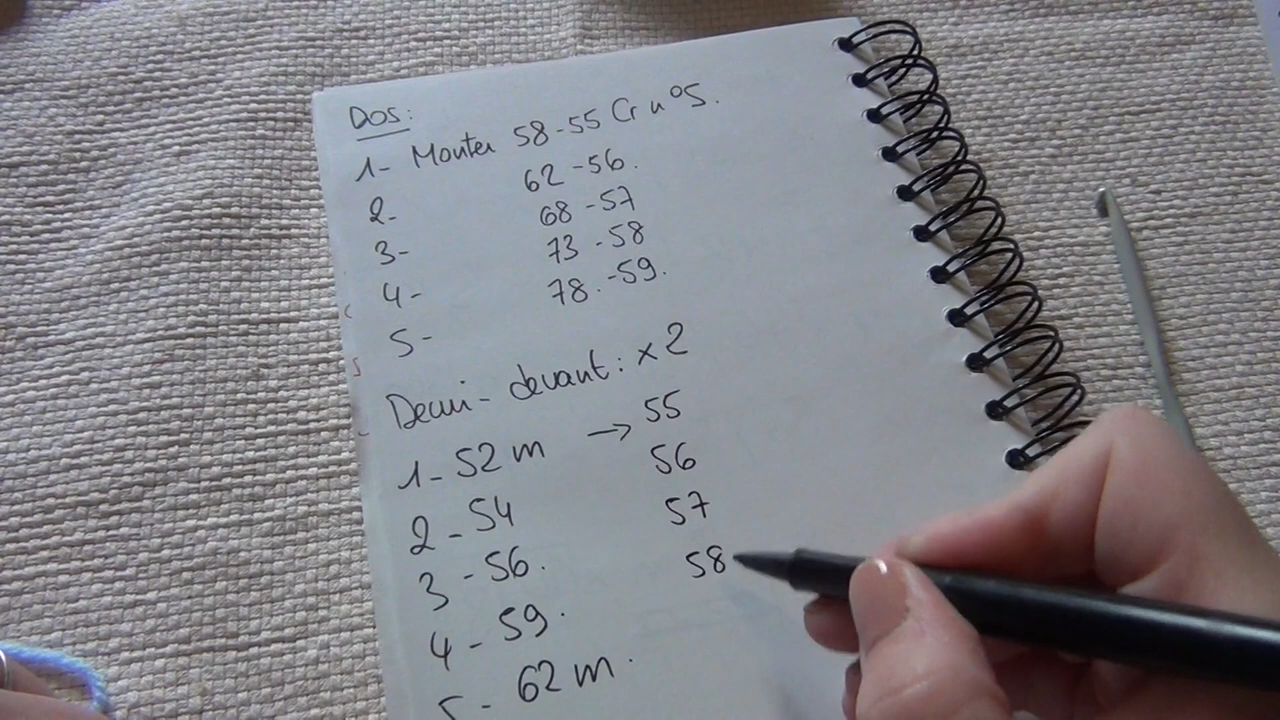 Dos:
1- Monter 58-55 Cr n°5.
2- 62-56.
3- 68-57
4- 73-58
5- 78.-59.
Demi-devant: x2
1- 52 m → 55
2- 54 56
3-56. 57
4-59. 58
5- 62 m.